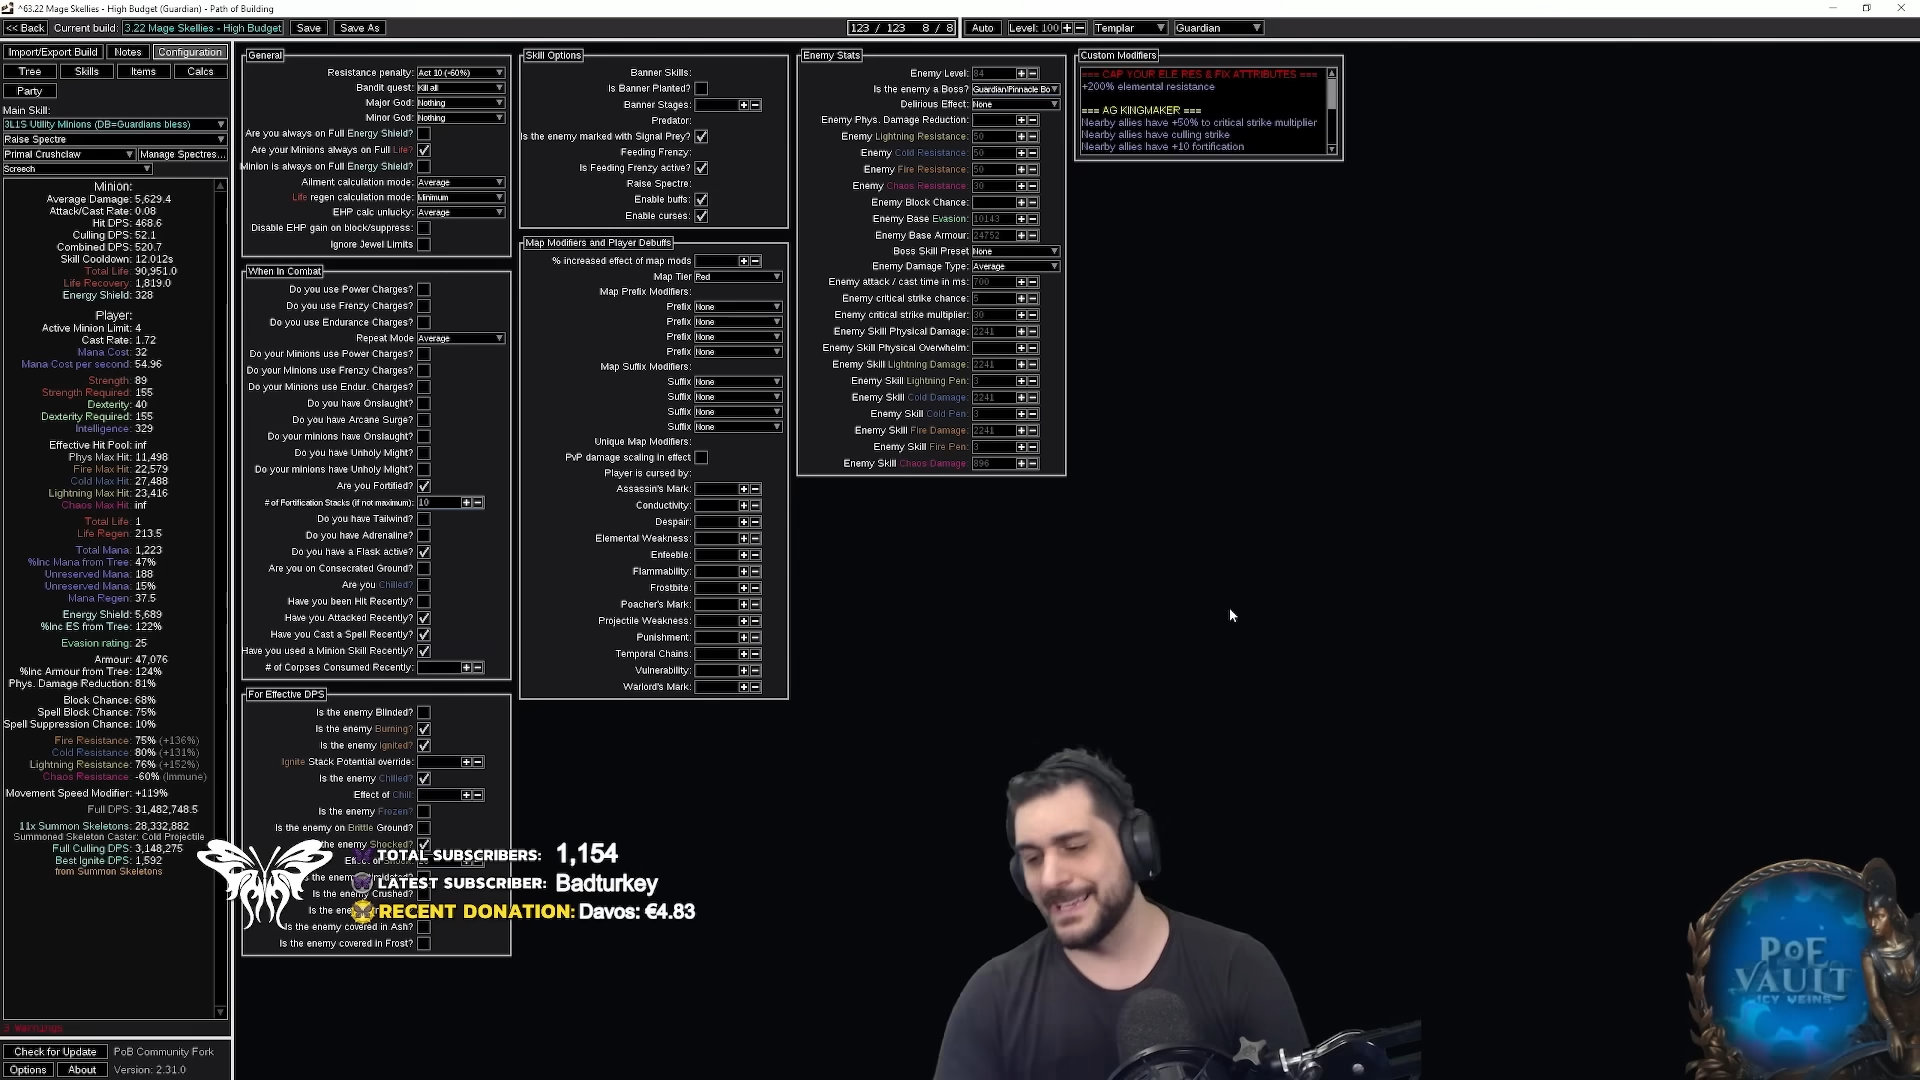 ^63.22 Mage Skellies - High Budget (Guardian) - Path of Building
<< Back Current build: 3.22 Mage Skellies - High Budget Save Save As 123 / 123 8 / 8 Auto Level: 100 + - Templar Guardian
Import/Export Build Notes Configuration
Tree Skills Items Calcs
Party
Main Skill:
3L1S Utility Minions (DB=Guardians bless)
Raise Spectre
Primal Crushclaw Manage Spectres...
Screech
Minion:
Average Damage: 5,629.4
Attack/Cast Rate: 0.08
Hit DPS: 468.6
Culling DPS: 52.1
Combined DPS: 520.7
Skill Cooldown: 12.012s
Total Life: 90,951.0
Life Recovery: 1,819.0
Energy Shield: 328
Player:
Active Minion Limit: 4
Cast Rate: 1.72
Mana Cost: 32
Mana Cost per second: 54.96
Strength: 89
Strength Required: 155
Dexterity: 40
Dexterity Required: 155
Intelligence: 329
Effective Hit Pool: inf
Phys Max Hit: 11,498
Fire Max Hit: 22,579
Cold Max Hit: 27,488
Lightning Max Hit: 23,416
Chaos Max Hit: inf
Total Life: 1
Life Regen: 213.5
Total Mana: 1,223
%Inc Mana from Tree: 47%
Unreserved Mana: 188
Unreserved Mana: 15%
Mana Regen: 37.5
Energy Shield: 5,689
%Inc ES from Tree: 122%
Evasion rating: 25
Armour: 47,076
%Inc Armour from Tree: 124%
Phys. Damage Reduction: 81%
Block Chance: 68%
Spell Block Chance: 75%
Spell Suppression Chance: 10%
Fire Resistance: 75% (+136%)
Cold Resistance: 80% (+131%)
Lightning Resistance: 76% (+152%)
Chaos Resistance: -60% (Immune)
Movement Speed Modifier: +119%
Full DPS: 31,482,748.5
11x Summon Skeletons: 28,332,882
Summoned Skeleton Caster: Cold Projectile
Full Culling DPS: 3,148,275
Best Ignite DPS: 1,592
from Summon Skeletons
3 Warnings
Check for Update PoB Community Fork
Options About Version: 2.31.0
General
Resistance penalty: Act 10 (-60%)
Bandit quest: Kill all
Major God: Nothing
Minor God: Nothing
Are you always on Full Energy Shield?
Are your Minions always on Full Life?
Minion is always on Full Energy Shield?
Ailment calculation mode: Average
Life regen calculation mode: Minimum
EHP calc unlucky: Average
Disable EHP gain on block/suppress:
Ignore Jewel Limits
When In Combat
Do you use Power Charges?
Do you use Frenzy Charges?
Do you use Endurance Charges?
Repeat Mode Average
Do your Minions use Power Charges?
Do your Minions use Frenzy Charges?
Do your Minions use Endur. Charges?
Do you have Onslaught?
Do you have Arcane Surge?
Do your minions have Onslaught?
Do you have Unholy Might?
Do your minions have Unholy Might?
Are you Fortified?
# of Fortification Stacks (if not maximum): 10
Do you have Tailwind?
Do you have Adrenaline?
Do you have a Flask active?
Are you on Consecrated Ground?
Are you Chilled?
Have you been Hit Recently?
Have you Attacked Recently?
Have you Cast a Spell Recently?
Have you used a Minion Skill Recently?
# of Corpses Consumed Recently:
For Effective DPS
Is the enemy Blinded?
Is the enemy Burning?
Is the enemy Ignited?
Ignite Stack Potential override:
Is the enemy Chilled?
Effect of Chill:
Is the enemy Frozen?
Is the enemy on Brittle Ground?
the enemy Shocked?
the enemy
Is the enemy Crushed?
Is the
Is the enemy covered in Ash?
Is the enemy covered in Frost?
Skill Options
Banner Skills:
Is Banner Planted?
Banner Stages:
Predator:
Is the enemy marked with Signal Prey?
Feeding Frenzy:
Is Feeding Frenzy active?
Raise Spectre:
Enable buffs:
Enable curses:
Map Modifiers and Player Debuffs
% increased effect of map mods
Map Tier Red
Map Prefix Modifiers:
Prefix None
Prefix None
Prefix None
Prefix None
Map Suffix Modifiers:
Suffix None
Suffix None
Suffix None
Suffix None
Unique Map Modifiers:
PvP damage scaling in effect
Player is cursed by:
Assassin's Mark:
Conductivity:
Despair:
Elemental Weakness:
Enfeeble:
Flammability:
Frostbite:
Poacher's Mark:
Projectile Weakness:
Punishment:
Temporal Chains:
Vulnerability:
Warlord's Mark:
Enemy Stats
Enemy Level: 84
Is the enemy a Boss? Guardian/Pinnacle Bo
Delirious Effect: None
Enemy Phys. Damage Reduction:
Enemy Lightning Resistance: 50
Enemy Cold Resistance: 50
Enemy Fire Resistance: 50
Enemy Chaos Resistance: 30
Enemy Block Chance:
Enemy Base Evasion: 10143
Enemy Base Armour: 24752
Boss Skill Preset None
Enemy Damage Type: Average
Enemy attack / cast time in ms: 700
Enemy critical strike chance: 5
Enemy critical strike multiplier: 30
Enemy Skill Physical Damage: 2241
Enemy Skill Physical Overwhelm:
Enemy Skill Lightning Damage: 2241
Enemy Skill Lightning Pen: 3
Enemy Skill Cold Damage: 2241
Enemy Skill Cold Pen: 3
Enemy Skill Fire Damage: 2241
Enemy Skill Fire Pen: 3
Enemy Skill Chaos Damage: 896
Custom Modifiers
=== CAP YOUR ELE RES & FIX ATTRIBUTES ===
+200% elemental resistance
=== AG KINGMAKER ===
Nearby allies have +50% to critical strike multiplier
Nearby allies have culling strike
Nearby allies have +10 fortification
TOTAL SUBSCRIBERS: 1,154
LATEST SUBSCRIBER: Badturkey
RECENT DONATION: Davos: €4.83
PoE
VAULT
ICY VEINS